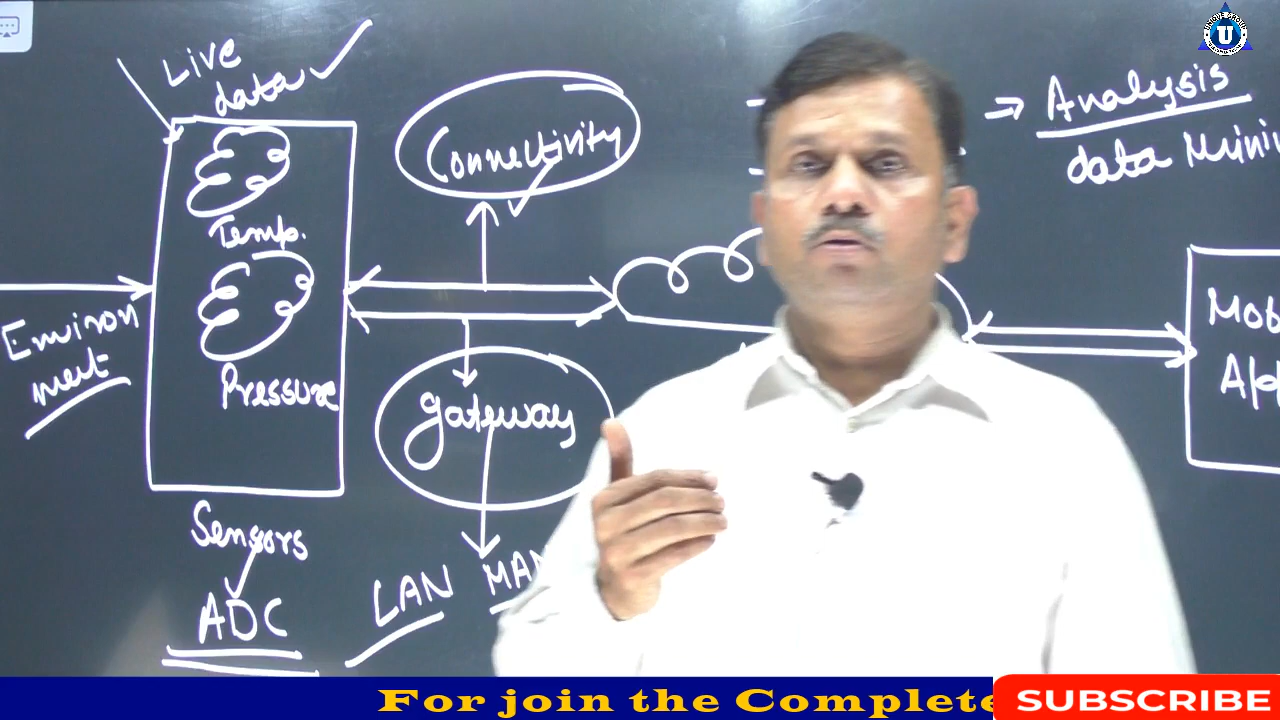 Live
data
Temp.
Pressure
Environ
ment
Sensors
ADC
Connectivity
gateway
LAN MAN
=> Analysis
data
Mob
App
U
For join the Complete
SUBSCRIBE